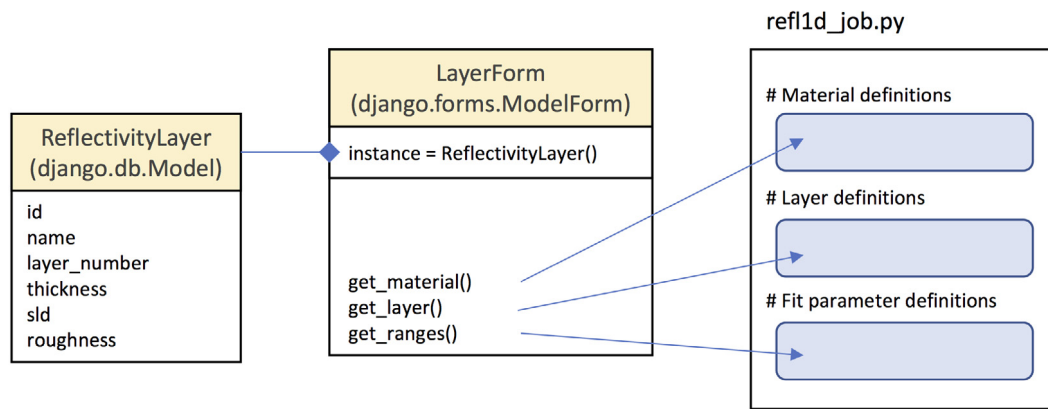 refl1d_job.py
LayerForm
(django.forms.ModelForm)
ReflectivityLayer
(django.db.Model)
instance = ReflectivityLayer()
id
name
layer_number
thickness
sld
roughness
get_material()
get_layer()
get_ranges()
# Material definitions
# Layer definitions
# Fit parameter definitions